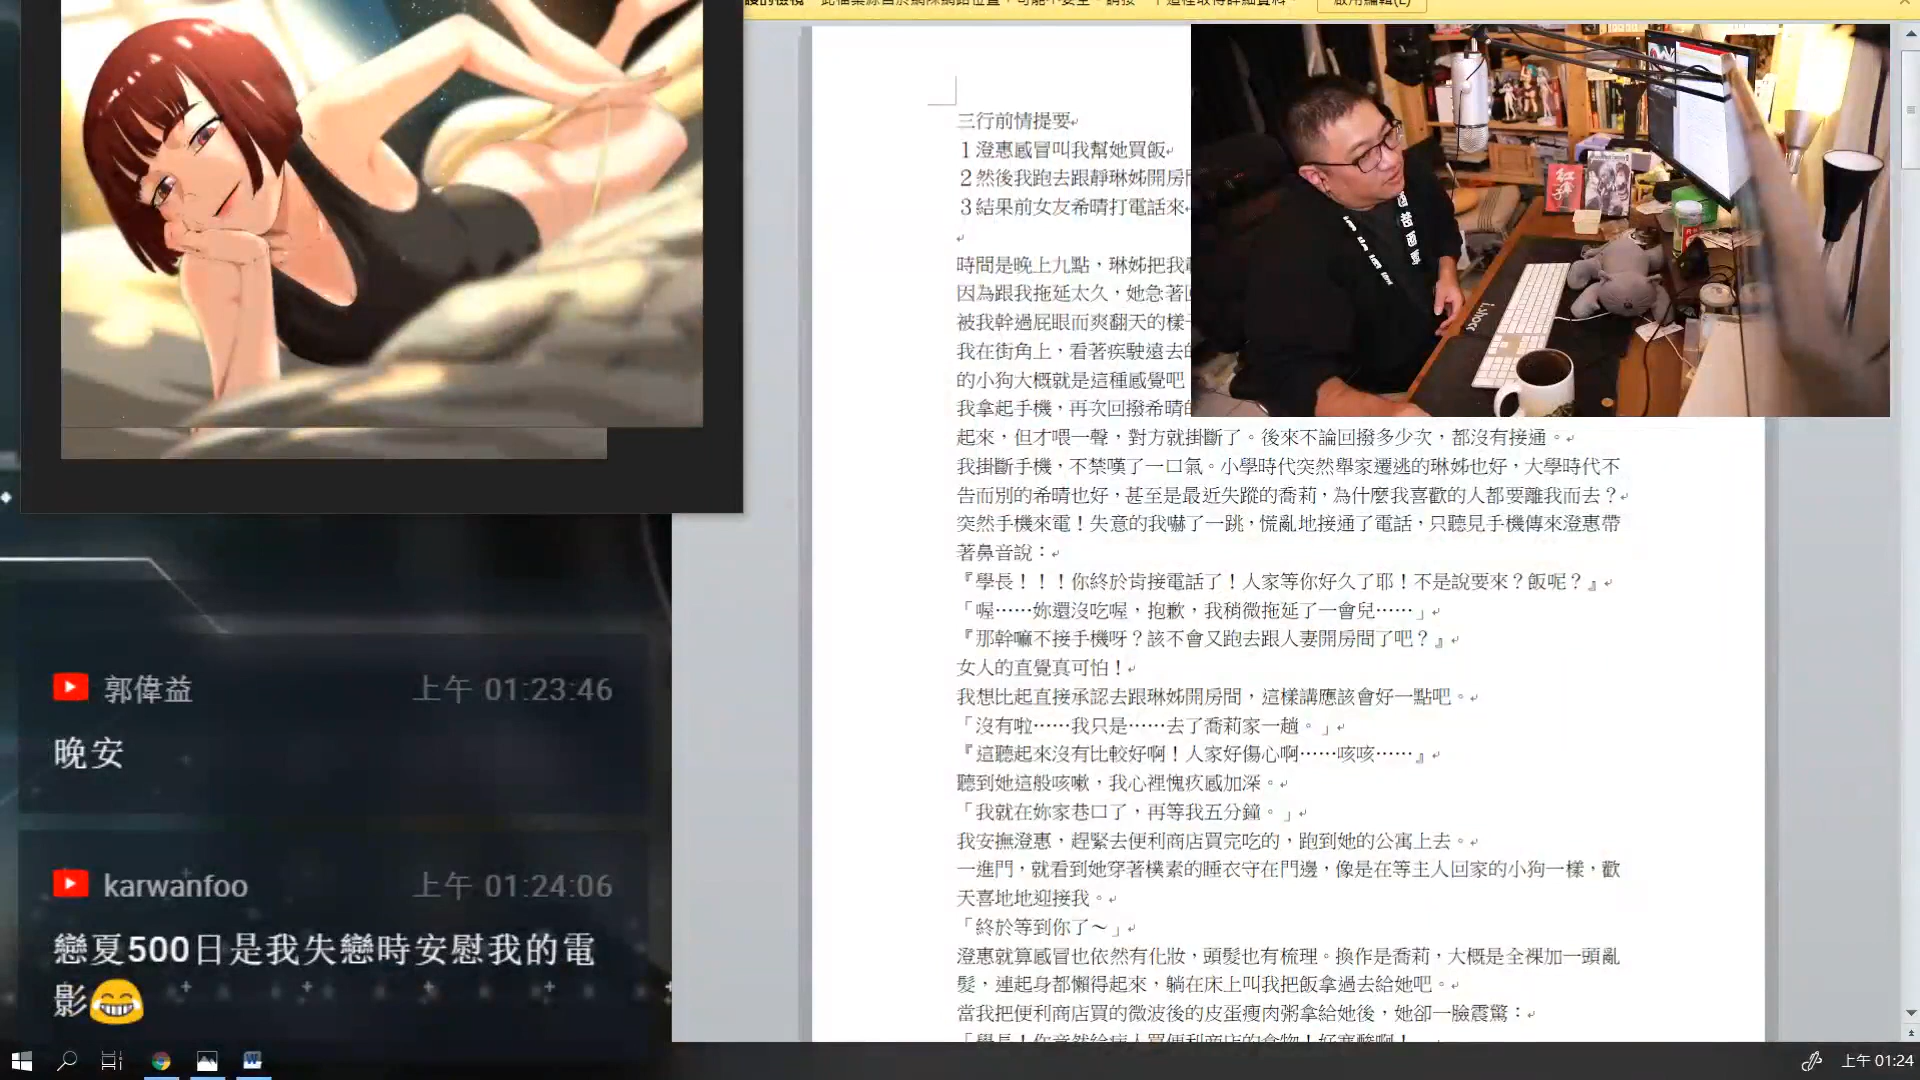 啟用編輯(E)
三行前情提要
1 澄惠感冒叫我幫她買飯
2 然後我跑去跟靜琳姊開房間
3 結果前女友希晴打電話來
時間是晚上九點，琳姊把我
因為跟我拖延太久，她急著
被我幹過屁眼而爽翻天的樣
我在街角上，看著疾駛遠去的
的小狗大概就是這種感覺吧
我拿起手機，再次回撥希晴的
起來，但才喂一聲，對方就掛斷了。後來不論回撥多少次，都沒有接通。
我掛斷手機，不禁嘆了一口氣。小學時代突然舉家遷逃的琳姊也好，大學時代不
告而別的希晴也好，甚至是最近失蹤的喬莉，為什麼我喜歡的人都要離我而去？
突然手機來電！失意的我嚇了一跳，慌亂地接通了電話，只聽見手機傳來澄惠帶
著鼻音說：
『學長！！！你終於肯接電話了！人家等你好久了耶！不是說要來？飯呢？』
「喔……妳還沒吃喔，抱歉，我稍微拖延了一會兒……」
『那幹嘛不接手機呀？該不會又跑去跟人妻開房間了吧？』
女人的直覺真可怕！
我想比起直接承認去跟琳姊開房間，這樣講應該會好一點吧。
「沒有啦……我只是……去了喬莉家一趟。」
『這聽起來沒有比較好啊！人家好傷心啊……咳咳……』
聽到她這般咳嗽，我心裡愧疚感加深。
「我就在妳家巷口了，再等我五分鐘。」
我安撫澄惠，趕緊去便利商店買完吃的，跑到她的公寓上去。
一進門，就看到她穿著樸素的睡衣守在門邊，像是在等主人回家的小狗一樣，歡
天喜地地迎接我。
「終於等到你了～」
澄惠就算感冒也依然有化妝，頭髮也有梳理。換作是喬莉，大概是全裸加一頭亂
髮，連起身都懶得起來，躺在床上叫我把飯拿過去給她吧。
當我把便利商店買的微波後的皮蛋瘦肉粥拿給她後，她卻一臉震驚：
郭偉益 上午 01:23:46
晚安
karwanfoo 上午 01:24:06
戀夏500日是我失戀時安慰我的電
影😂
上午 01:24